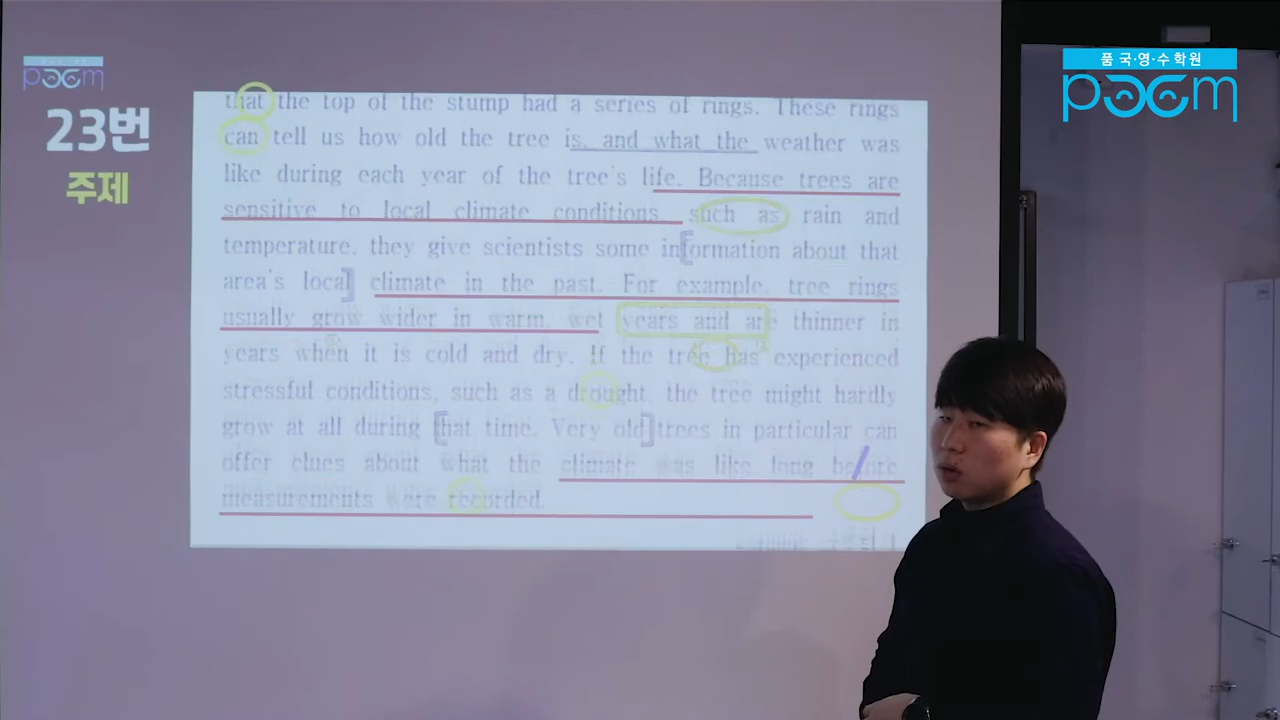 품 국·영·수 학원
poem
poem
23번
주제
that the top of the stump had a series of rings. These rings
can tell us how old the tree is, and what the weather was
like during each year of the tree's life. Because trees are
sensitive to local climate conditions, such as rain and
temperature, they give scientists some information about that
area's local climate in the past. For example, tree rings
usually grow wider in warm, wet years and are thinner in
years when it is cold and dry. If the tree has experienced
stressful conditions, such as a drought, the tree might hardly
grow at all during that time. Very old trees in particular can
offer clues about what the climate was like long before
measurements were recorded.